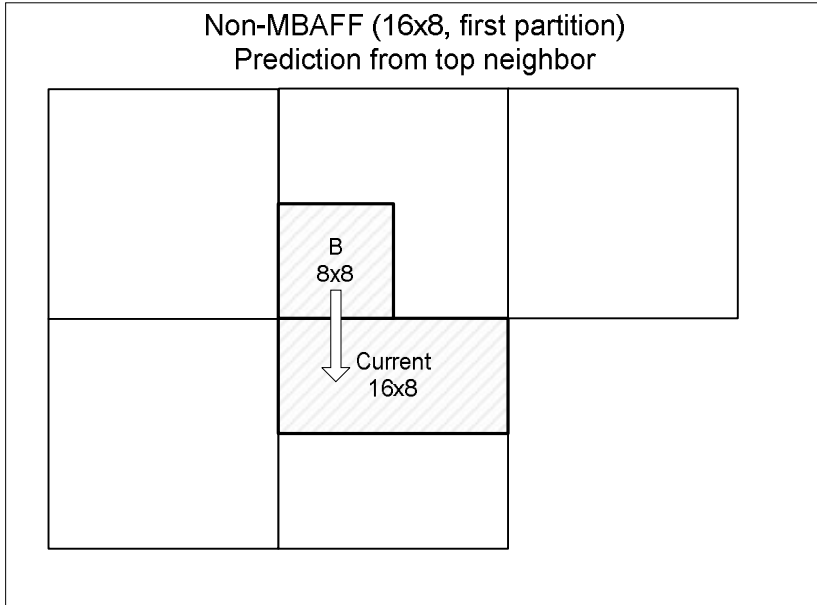 Non-MBAFF (16x8, first partition)
Prediction from top neighbor
B
8x8
Current
16x8